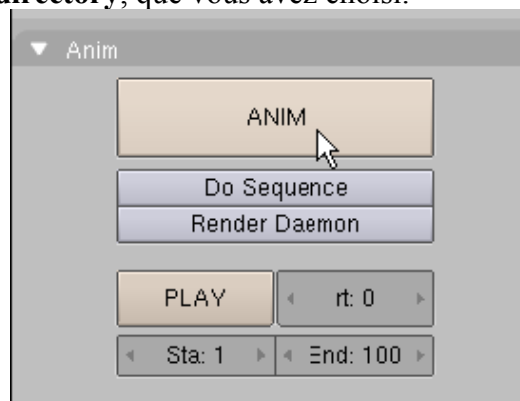 directory, que vous avez choisi.
Anim
ANIM
Do Sequence
Render Daemon
PLAY rt: 0
Sta: 1 End: 100